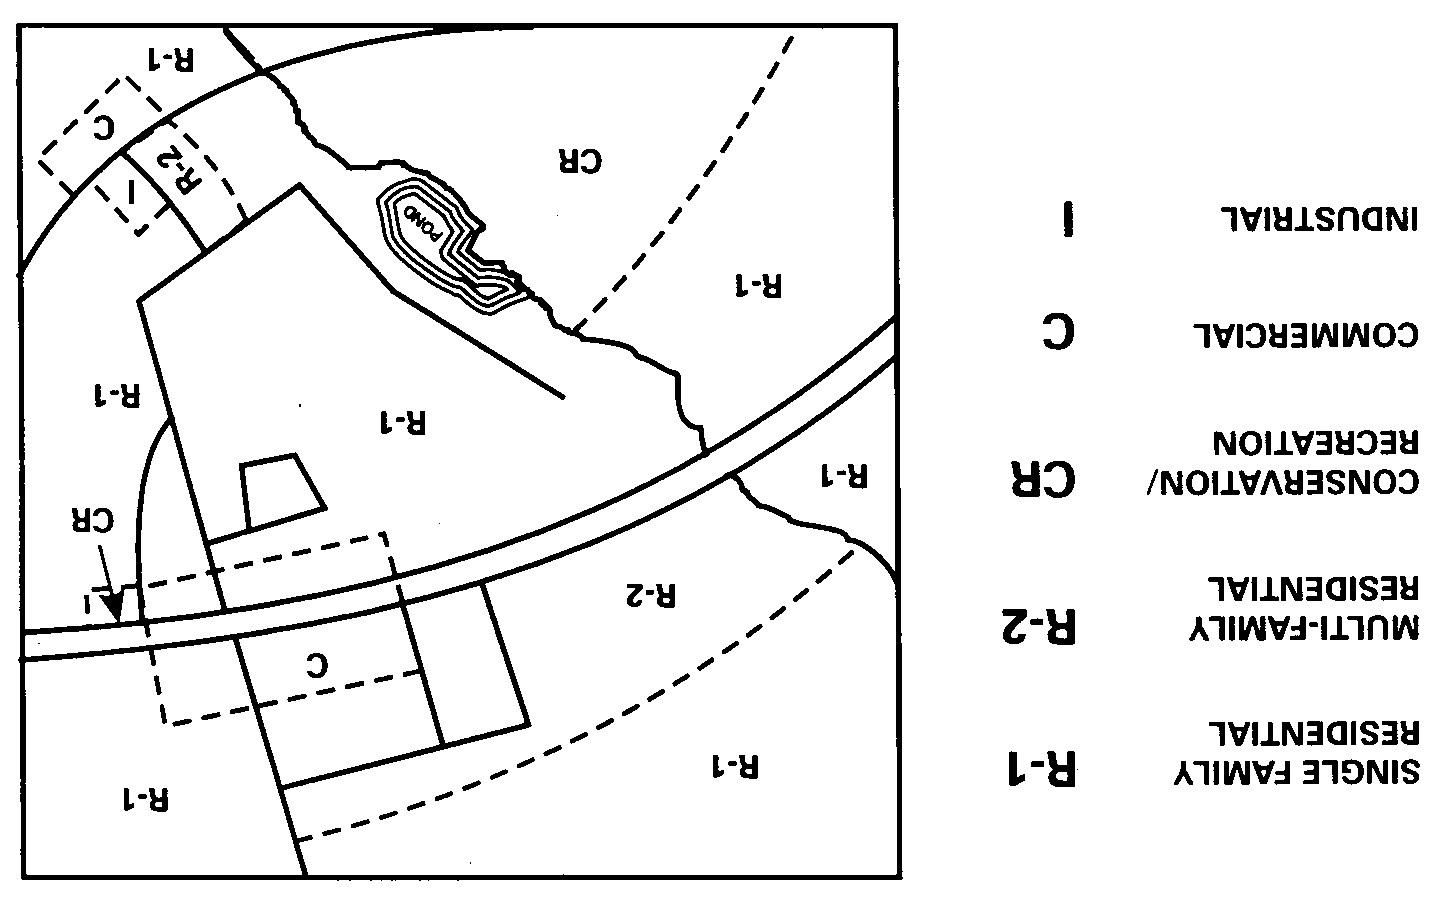 SINGLE FAMILY R-1
RESIDENTIAL
MULTI-FAMILY R-2
RESIDENTIAL
CONSERVATION/ CR
RECREATION
COMMERCIAL C
INDUSTRIAL I
R-1
R-1
C
R-2
I
CR
R-1
R-1
R-1
R-1
POND
CR
I
R-2
C
R-1